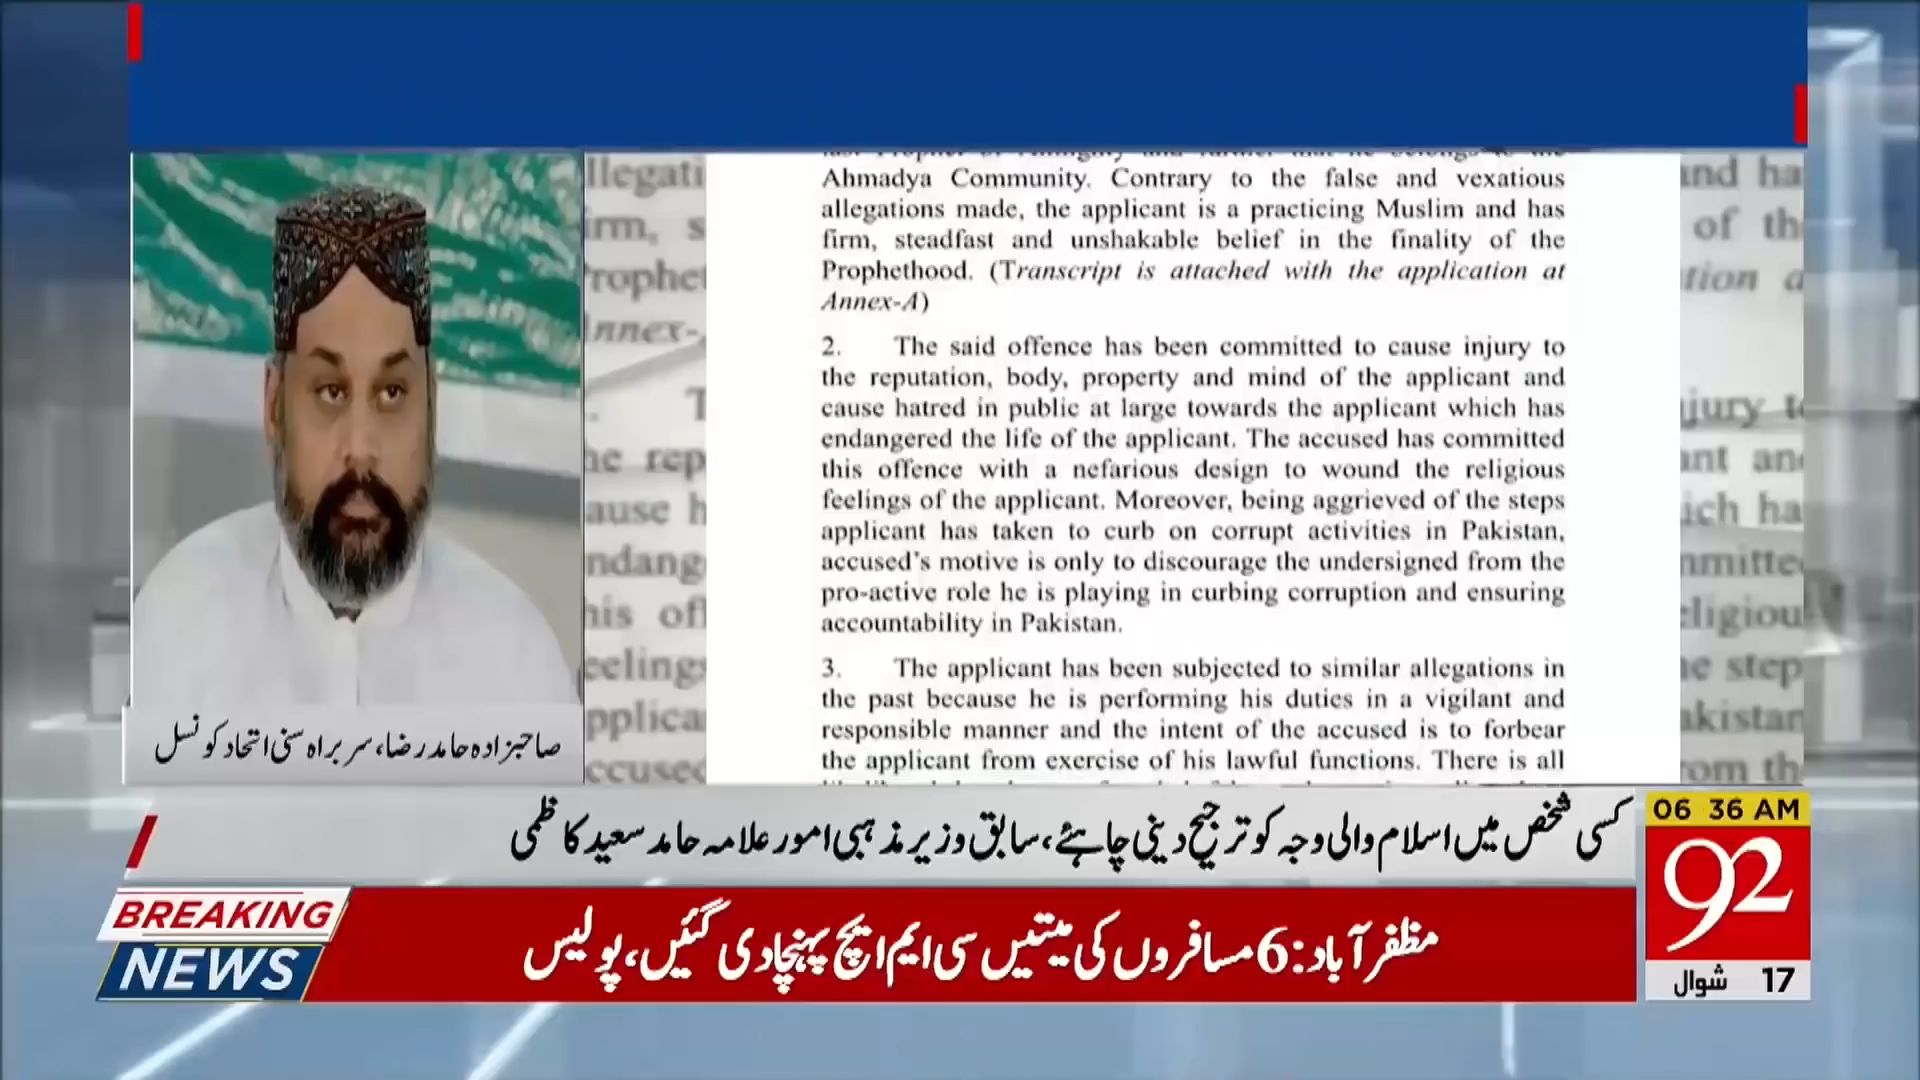 Ahmadya Community. Contrary to the false and vexatious
allegations made, the applicant is a practicing Muslim and has
firm, steadfast and unshakable belief in the finality of the
Prophethood. (Transcript is attached with the application at
Annex-A)
2. The said offence has been committed to cause injury to
the reputation, body, property and mind of the applicant and
cause hatred in public at large towards the applicant which has
endangered the life of the applicant. The accused has committed
this offence with a nefarious design to wound the religious
feelings of the applicant. Moreover, being aggrieved of the steps
applicant has taken to curb on corrupt activities in Pakistan,
accused's motive is only to discourage the undersigned from the
pro-active role he is playing in curbing corruption and ensuring
accountability in Pakistan.
3. The applicant has been subjected to similar allegations in
the past because he is performing his duties in a vigilant and
responsible manner and the intent of the accused is to forbear
the applicant from exercise of his lawful functions. There is all
صاحبزادہ حامد رضا، سربراہ سنی اتحاد کونسل
کسی شخص میں اسلام والی وجہ کو ترجیح دینی چاہئے، سابق وزیر مذہبی امور علامہ حامد سعید کاظمی
06 36 AM
92
BREAKING
NEWS
مظفر آباد: 6 مسافروں کی میتیں سی ایم ایچ پہنچا دی گئیں، پولیس
17 شوال